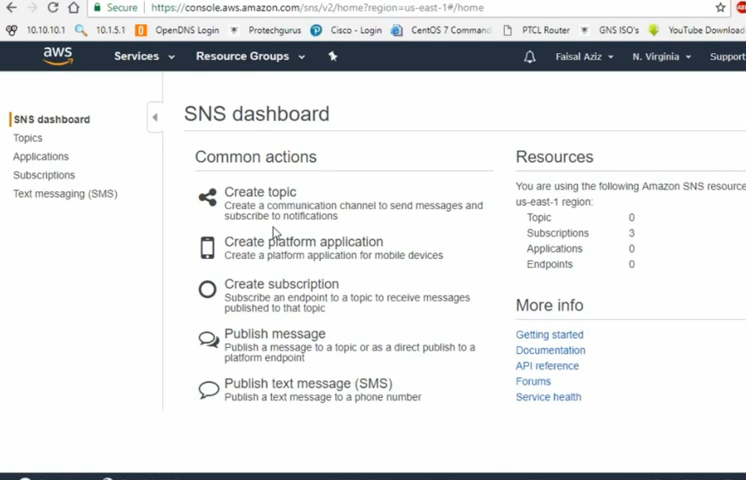 Secure
https://console.aws.amazon.com/sns/v2/home?region=us-east-1#/home
10.10.10.1
10.1.5.1
OpenDNS Login
Protechgurus
Cisco - Login
CentOS 7 Command
PTCL Router
GNS ISO's
YouTube Download
aws
Services
Resource Groups
Faisal Aziz
N. Virginia
Support
SNS dashboard
Topics
Applications
Subscriptions
Text messaging (SMS)
SNS dashboard
Common actions
Create topic
Create a communication channel to send messages and
subscribe to notifications
Create platform application
Create a platform application for mobile devices
Create subscription
Subscribe an endpoint to a topic to receive messages
published to that topic
Publish message
Publish a message to a topic or as a direct publish to a
platform endpoint
Publish text message (SMS)
Publish a text message to a phone number
Resources
You are using the following Amazon SNS resource
us-east-1 region:
Topic 0
Subscriptions 3
Applications 0
Endpoints 0
More info
Getting started
Documentation
API reference
Forums
Service health